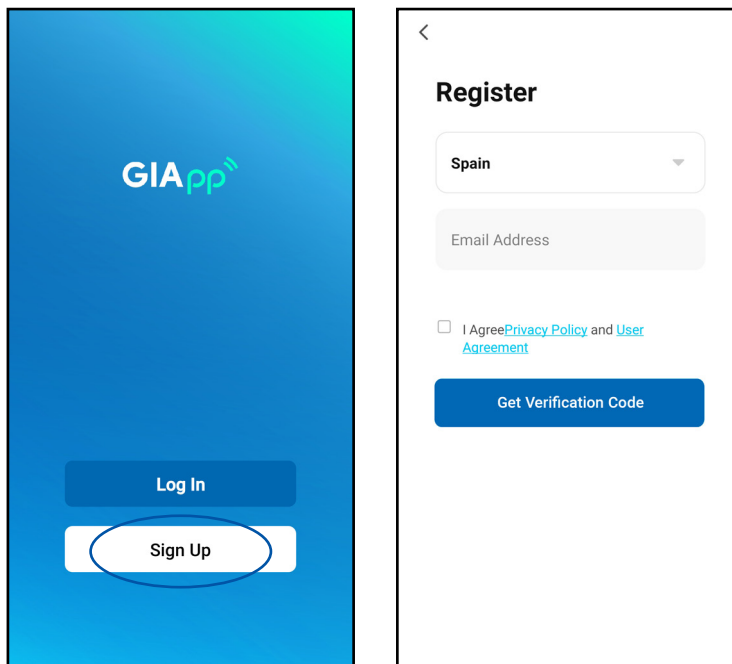 GIApp
Log In
Sign Up
Register
Spain
Email Address
I AgreePrivacy Policy and User
Agreement
Get Verification Code